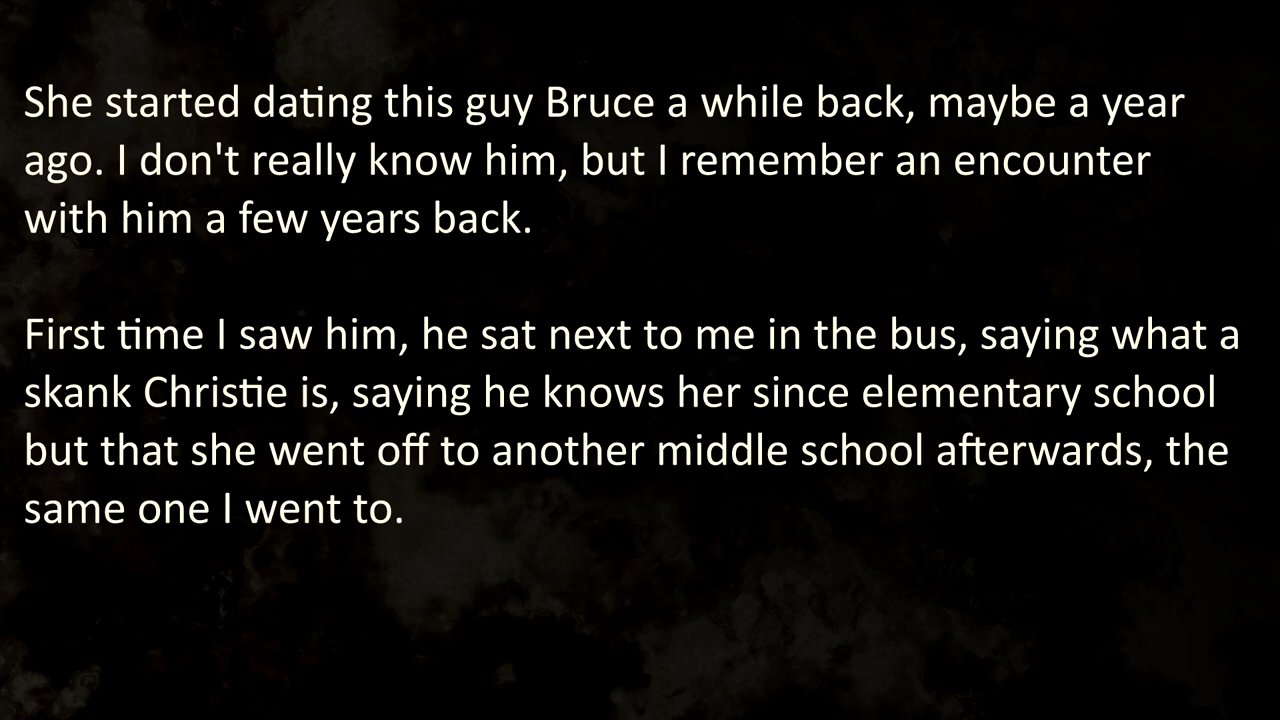 She started dating this guy Bruce a while back, maybe a year
ago. I don't really know him, but I remember an encounter
with him a few years back.
First time I saw him, he sat next to me in the bus, saying what a
skank Christie is, saying he knows her since elementary school
but that she went off to another middle school afterwards, the
same one I went to.